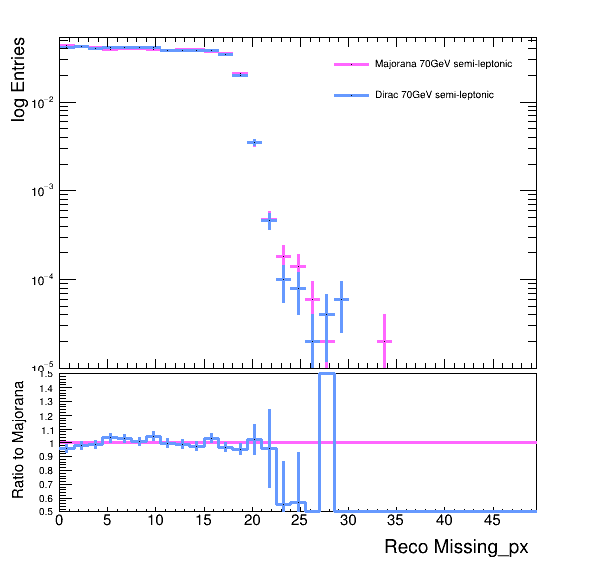 log Entries
Majorana 70GeV semi-leptonic
Dirac 70GeV semi-leptonic
10−2
10−3
10−4
10−5
Ratio to Majorana
1.5
1.4
1.3
1.2
1.1
1
0.9
0.8
0.7
0.6
0.5
0 5 10 15 20 25 30 35 40 45
Reco Missing_px